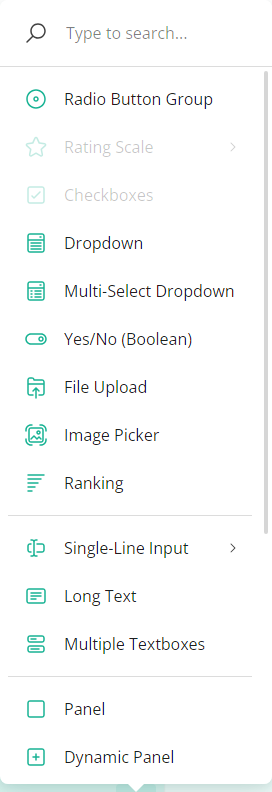 Type to search...
Radio Button Group
Rating Scale
Checkboxes
Dropdown
Multi-Select Dropdown
Yes/No (Boolean)
File Upload
Image Picker
Ranking
Single-Line Input
Long Text
Multiple Textboxes
Panel
Dynamic Panel